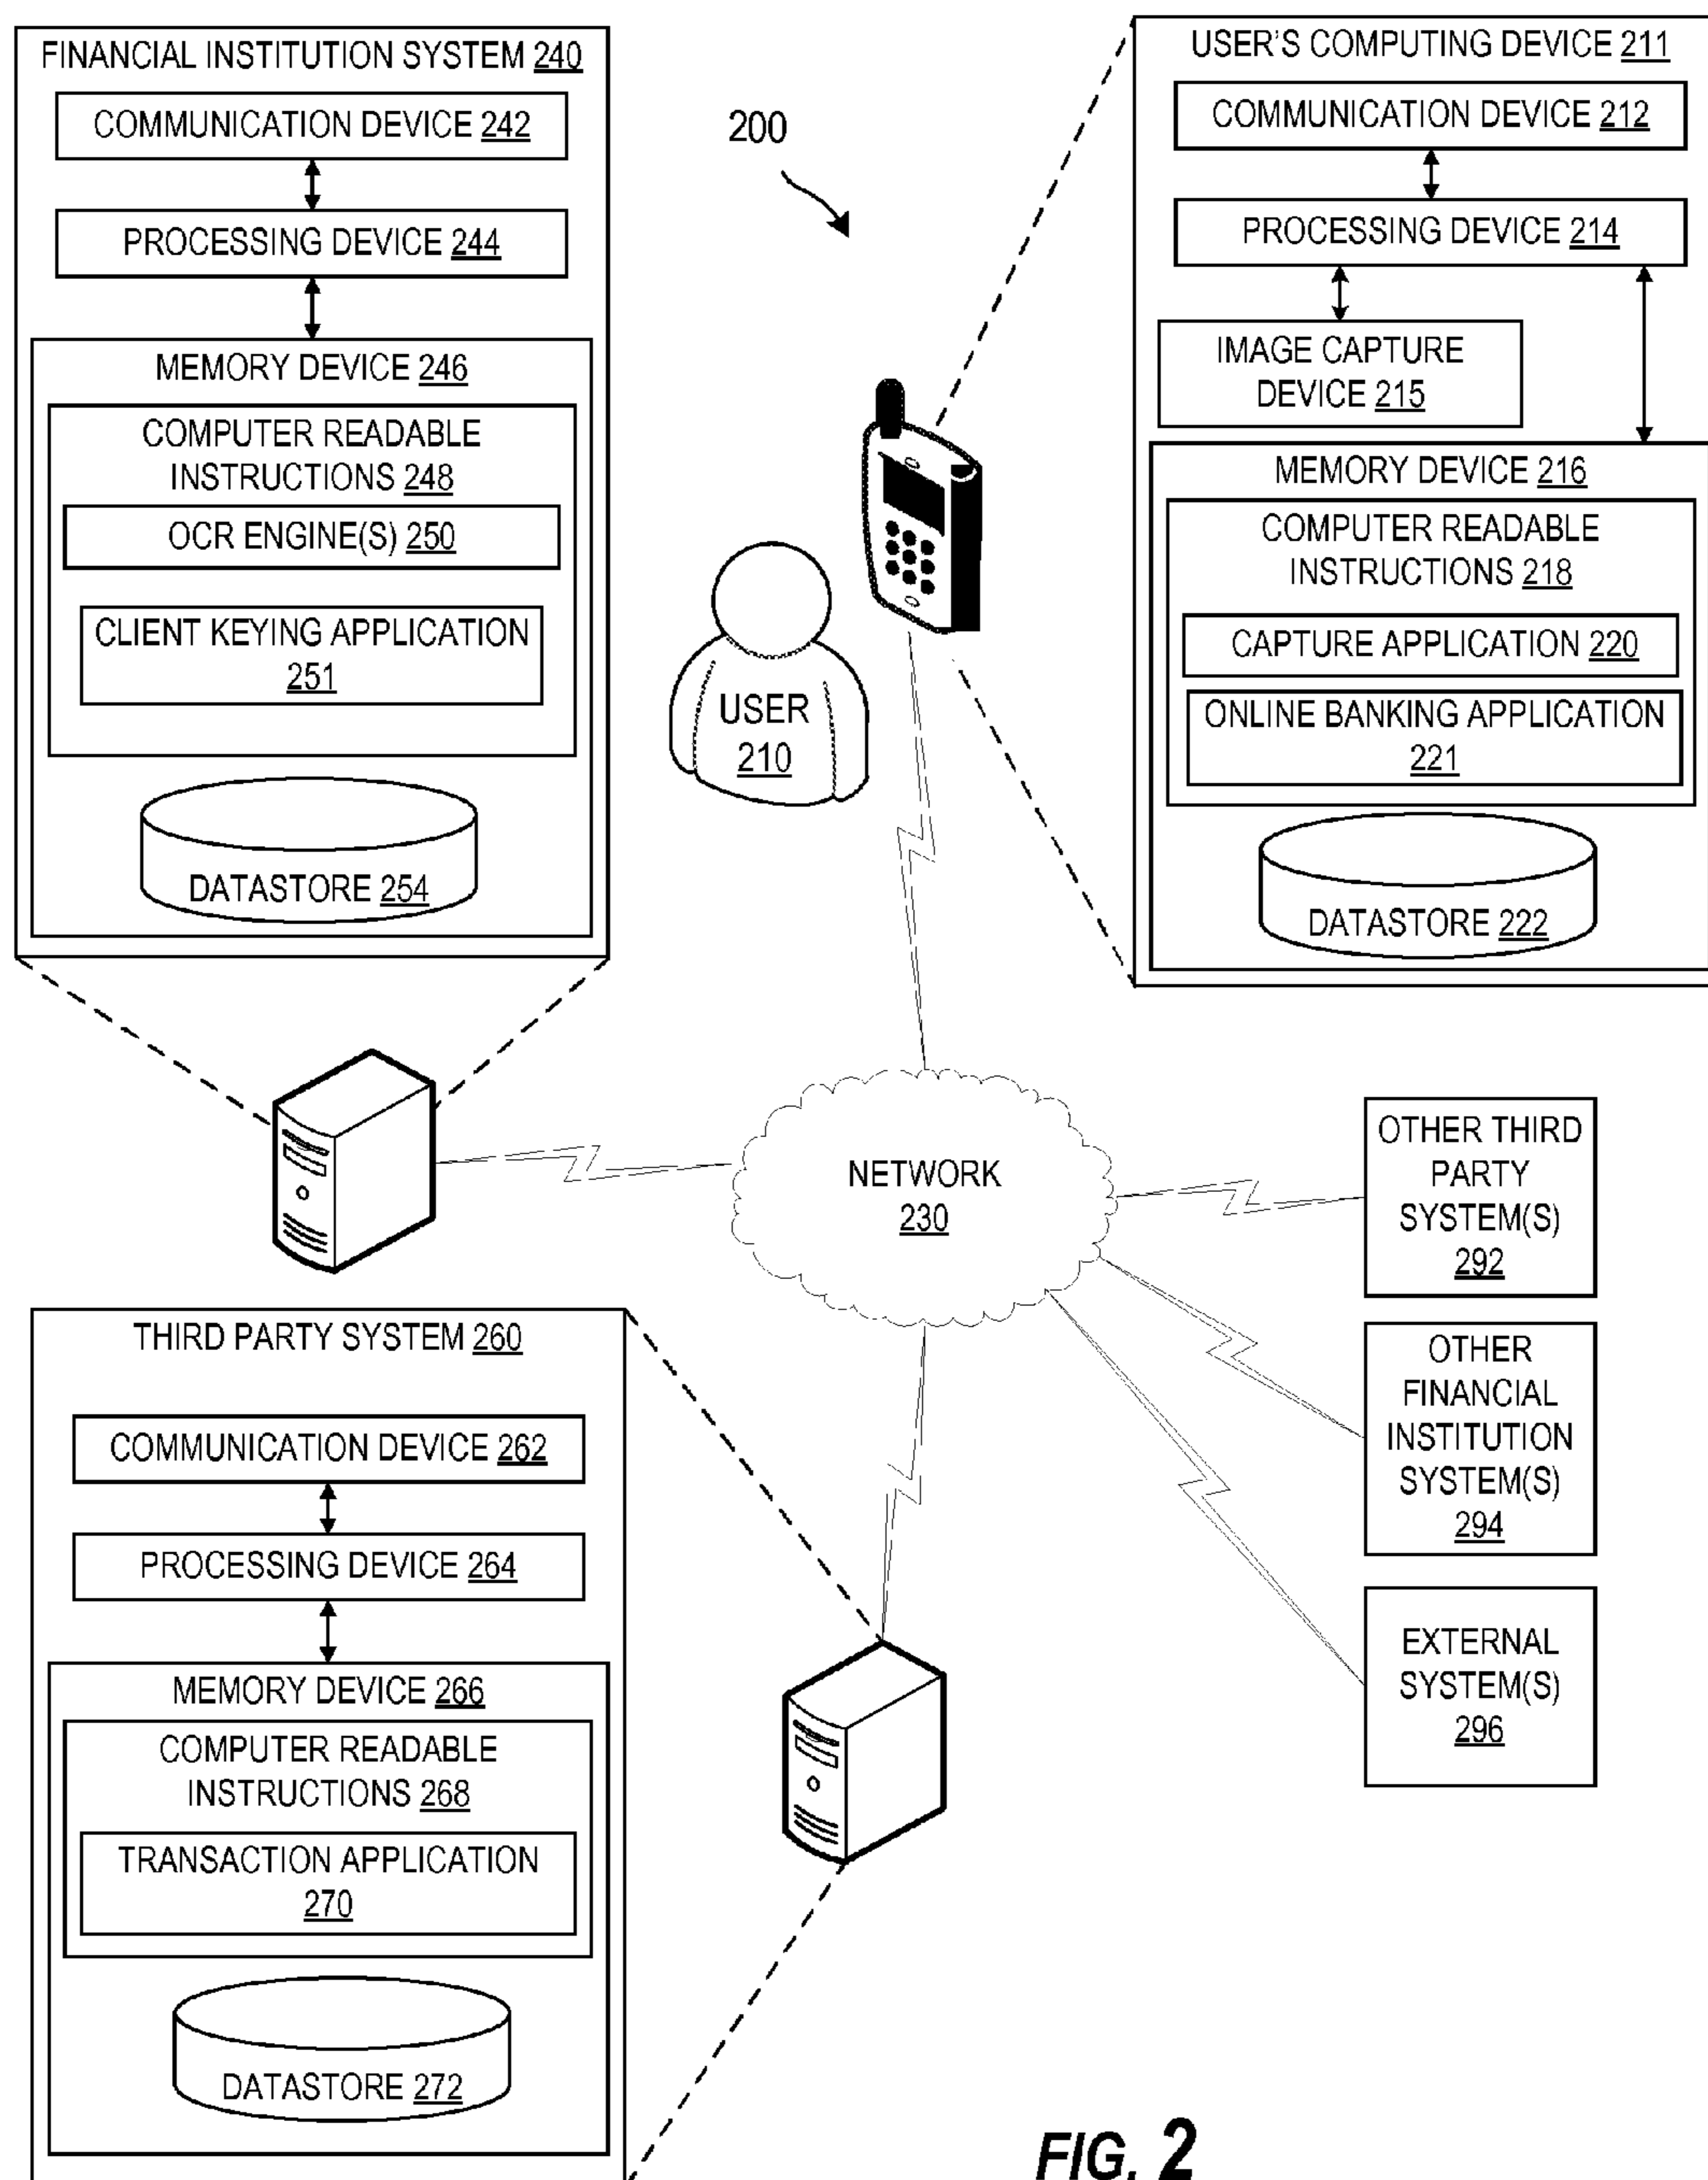 FINANCIAL INSTITUTION SYSTEM 240
COMMUNICATION DEVICE 242
PROCESSING DEVICE 244
MEMORY DEVICE 246
COMPUTER READABLE
INSTRUCTIONS 248
OCR ENGINE(S) 250
CLIENT KEYING APPLICATION
251
DATASTORE 254
200
USER
210
USER'S COMPUTING DEVICE 211
COMMUNICATION DEVICE 212
PROCESSING DEVICE 214
IMAGE CAPTURE
DEVICE 215
MEMORY DEVICE 216
COMPUTER READABLE
INSTRUCTIONS 218
CAPTURE APPLICATION 220
ONLINE BANKING APPLICATION
221
DATASTORE 222
NETWORK
230
OTHER THIRD
PARTY
SYSTEM(S)
292
OTHER
FINANCIAL
INSTITUTION
SYSTEM(S)
294
EXTERNAL
SYSTEM(S)
296
THIRD PARTY SYSTEM 260
COMMUNICATION DEVICE 262
PROCESSING DEVICE 264
MEMORY DEVICE 266
COMPUTER READABLE
INSTRUCTIONS 268
TRANSACTION APPLICATION
270
DATASTORE 272
FIG. 2